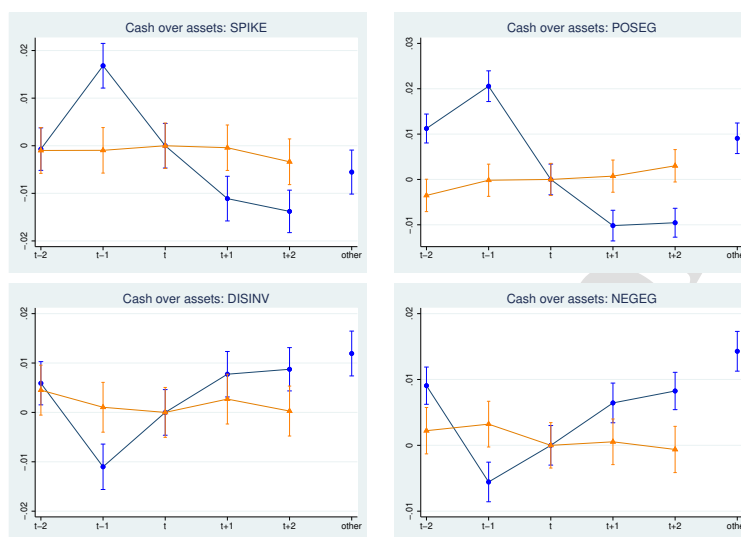 Cash over assets: SPIKE
.02
.01
0
-.01
-.02
t-2 t-1 t t+1 t+2 other
Cash over assets: POSEG
.03
.02
.01
0
-.01
t-2 t-1 t t+1 t+2 other
Cash over assets: DISINV
.02
.01
0
-.01
-.02
t-2 t-1 t t+1 t+2 other
Cash over assets: NEGEG
.02
.01
0
-.01
t-2 t-1 t t+1 t+2 other